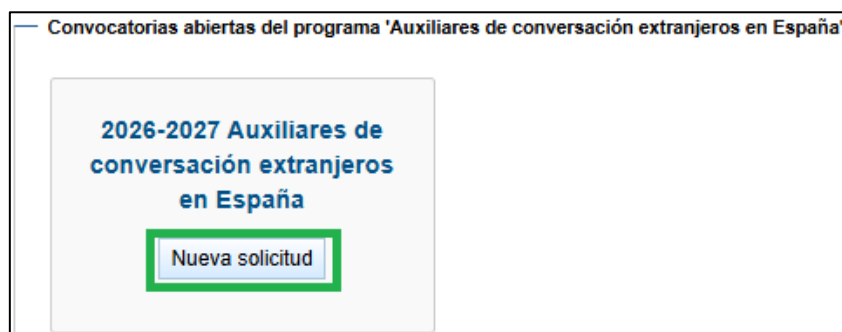 Convocatorias abiertas del programa 'Auxiliares de conversación extranjeros en España'
2026-2027 Auxiliares de
conversación extranjeros
en España
Nueva solicitud